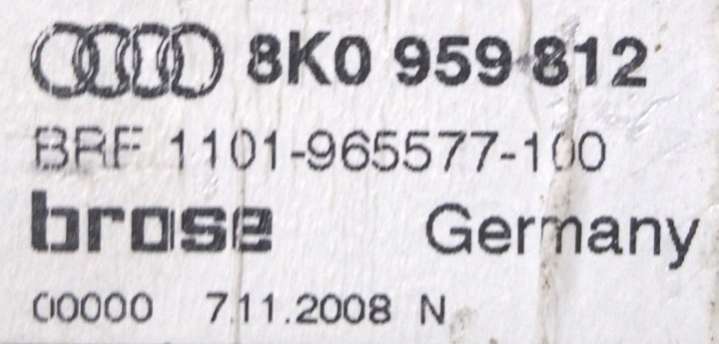 8K0 959 812
BRF 1101-965577-100
brose Germany
00000 7.11.2008 N